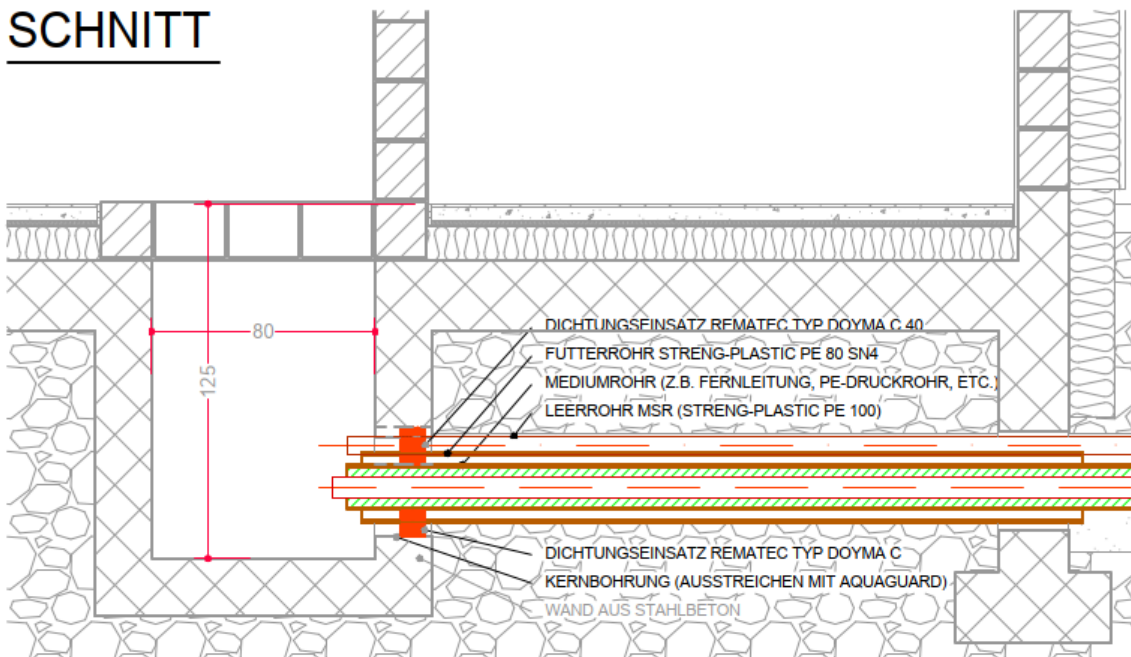 SCHNITT
80
125
DICHTUNGSEINSATZ REMATEC TYP DOYMA C 40
FUTTERROHR STRENG-PLASTIC PE 80 SN4
MEDIUMROHR (Z.B. FERNLEITUNG, PE-DRUCKROHR, ETC.)
LEERROHR MSR (STRENG-PLASTIC PE 100)
DICHTUNGSEINSATZ REMATEC TYP DOYMA C
KERNBOHRUNG (AUSSTREICHEN MIT AQUAGUARD)
WAND AUS STAHLBETON